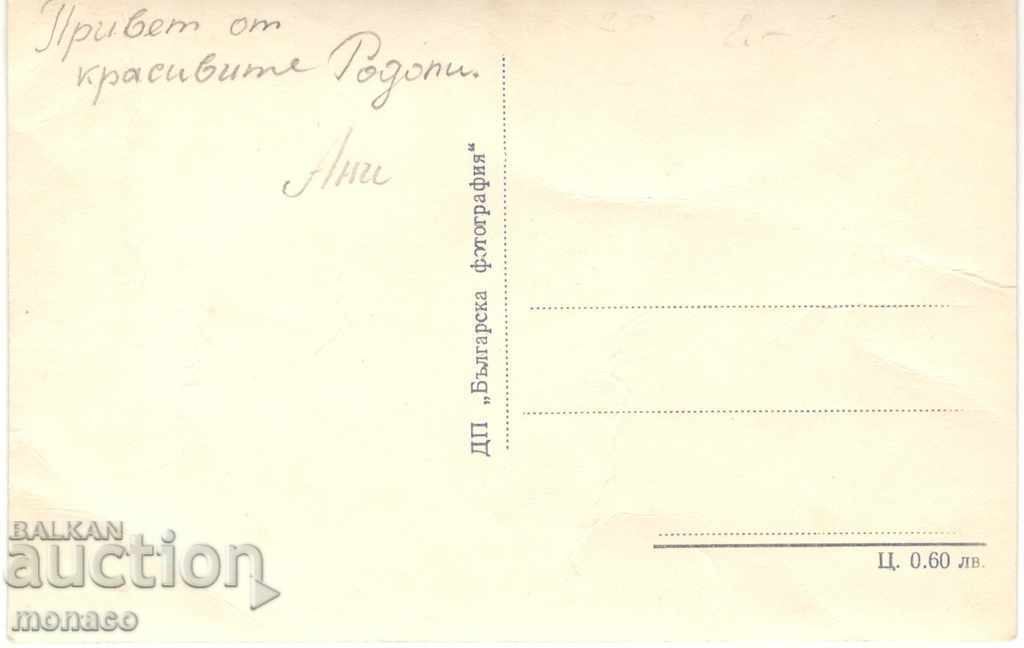 Привет от
красивите Родопи.
Ани
ДП „Българска фотография“
Ц. 0.60 лв.
BALKAN
auction
monaco